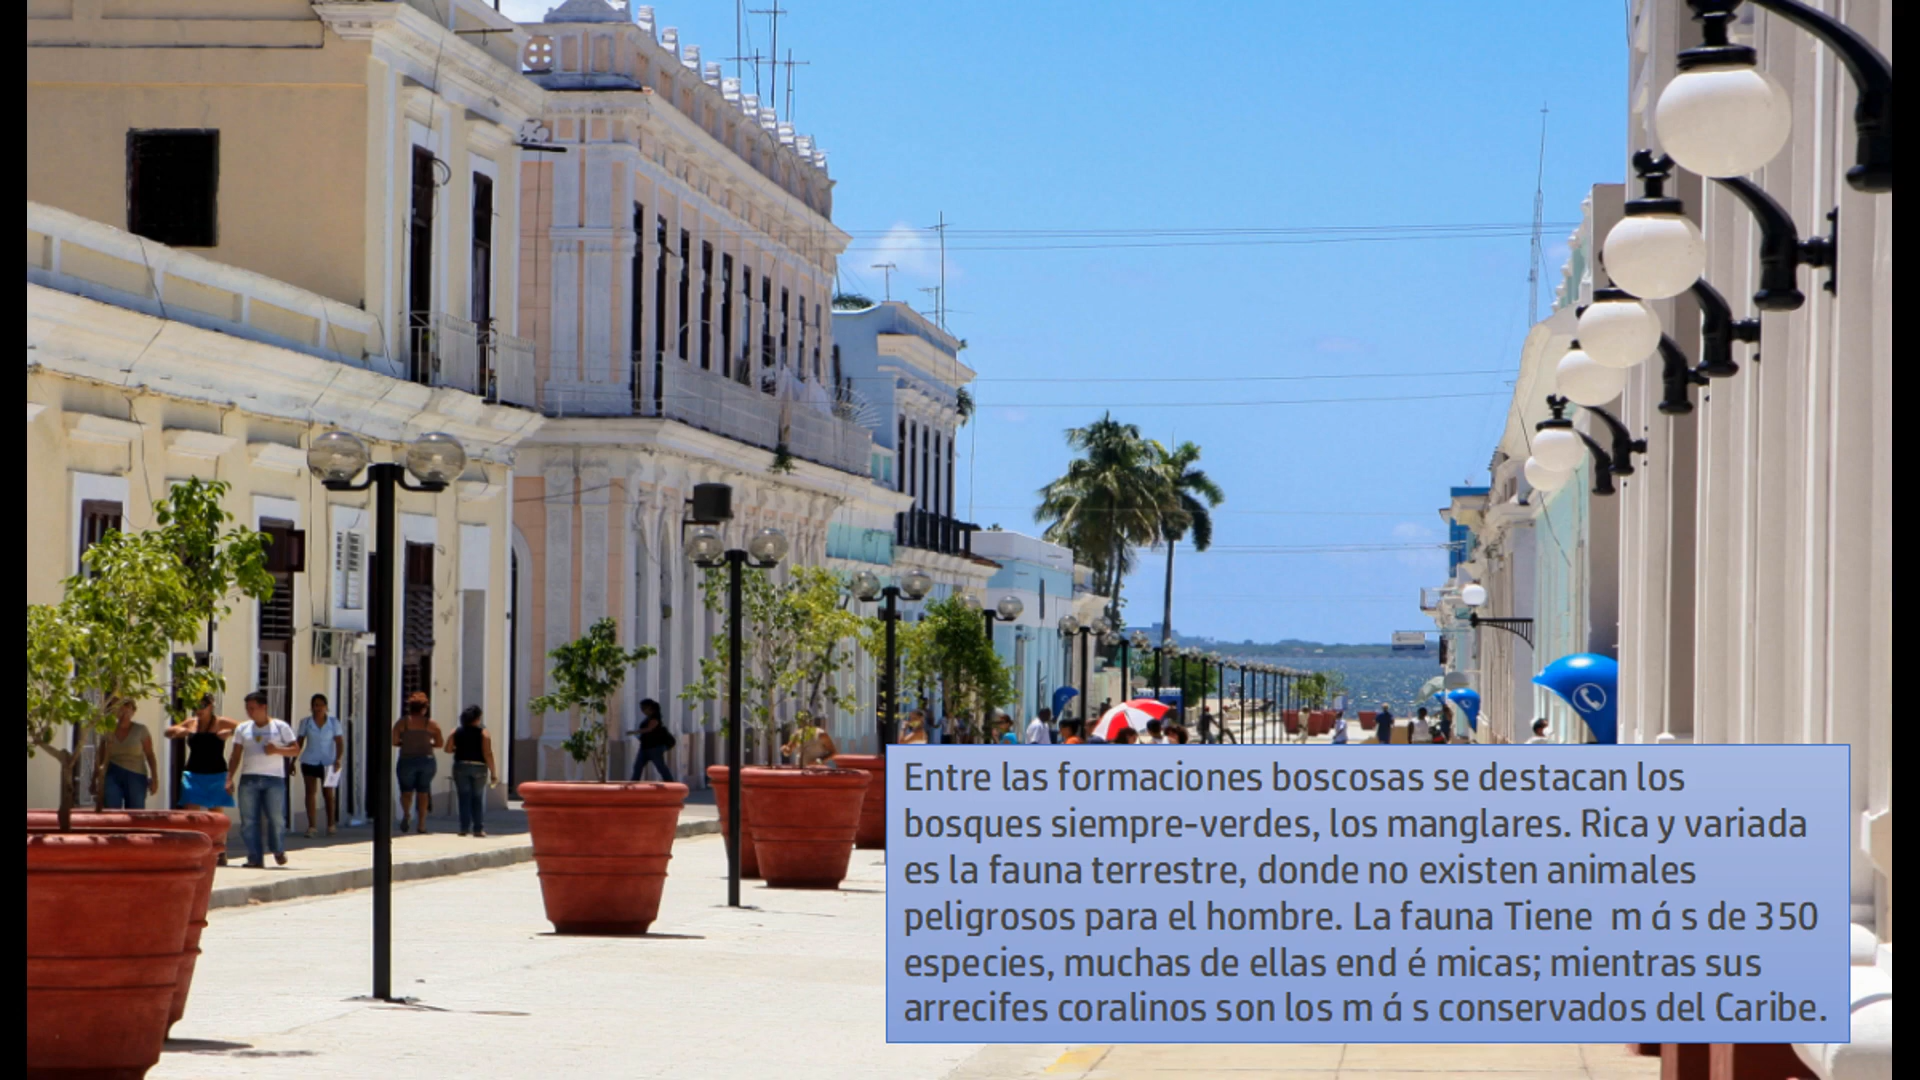 Entre las formaciones boscosas se destacan los
bosques siempre-verdes, los manglares. Rica y variada
es la fauna terrestre, donde no existen animales
peligrosos para el hombre. La fauna Tiene  m á s de 350
especies, muchas de ellas end é micas; mientras sus
arrecifes coralinos son los m á s conservados del Caribe.